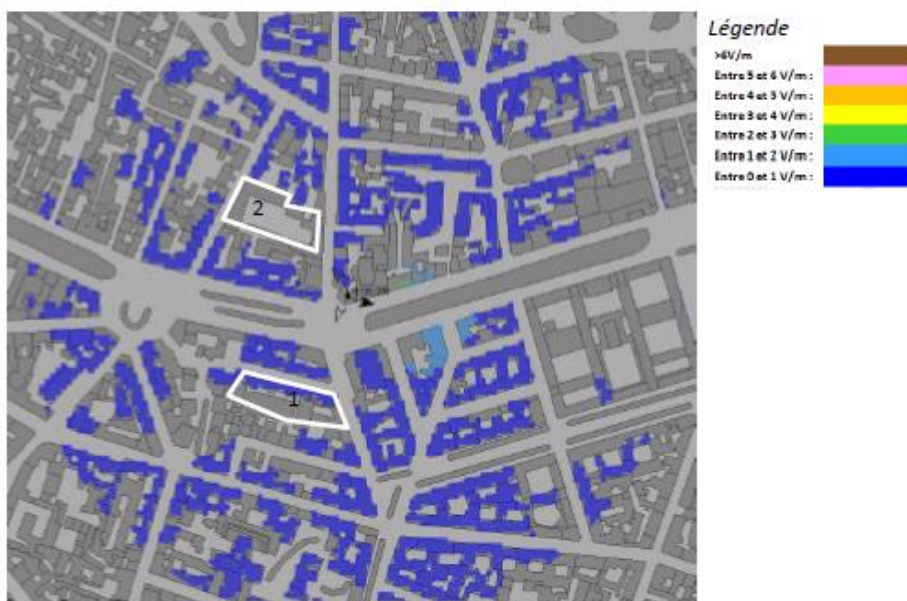 Légende
>6V/m
Entre 5 et 6 V/m :
Entre 4 et 5 V/m :
Entre 3 et 4 V/m :
Entre 2 et 3 V/m :
Entre 1 et 2 V/m :
Entre 0 et 1 V/m :
2
1